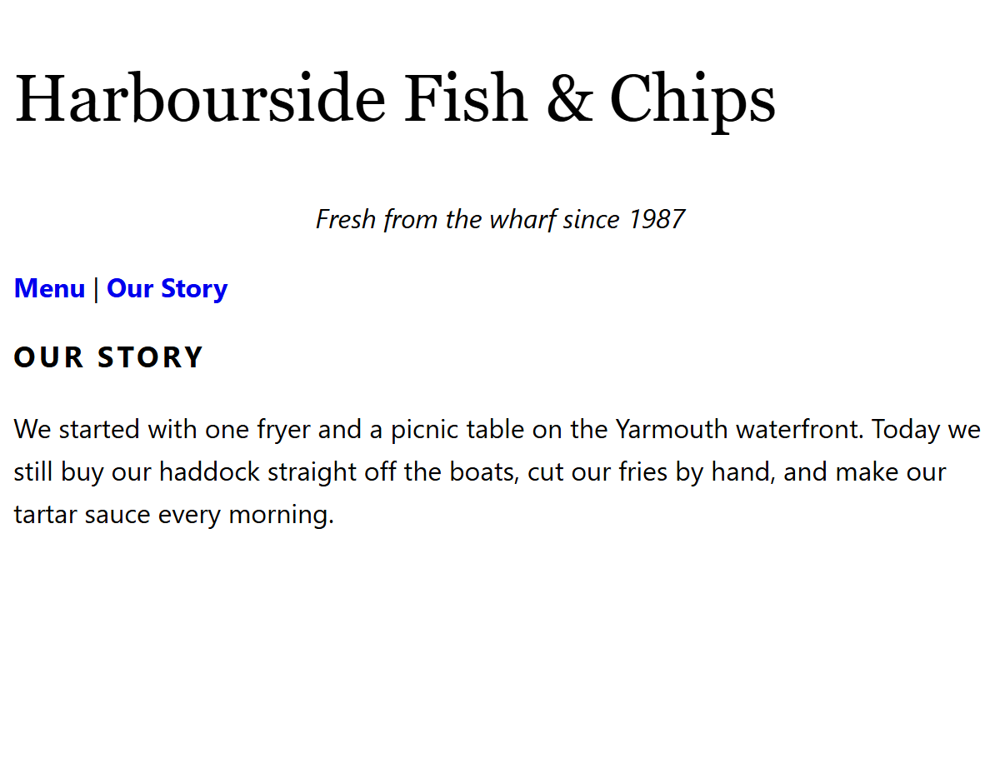 Harbourside Fish & Chips
Fresh from the wharf since 1987
Menu | Our Story
OUR STORY
We started with one fryer and a picnic table on the Yarmouth waterfront. Today we
still buy our haddock straight off the boats, cut our fries by hand, and make our
tartar sauce every morning.